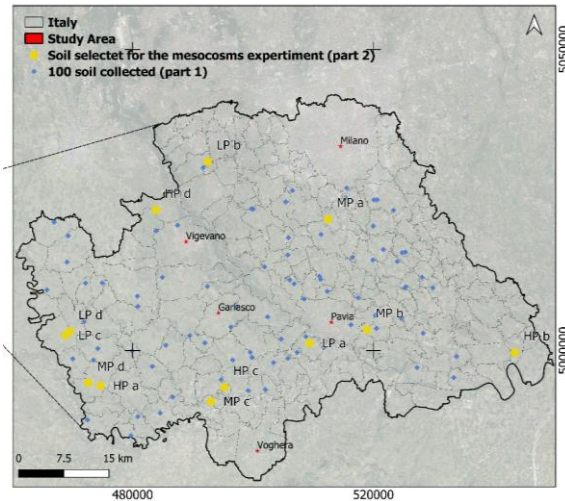 Italy
Study Area
Soil selectet for the mesocosms expertiment (part 2)
100 soil collected (part 1)
5050000
Milano
LP b
HP d
MP a
Vigevano
Garlasco
Pavia
MP b
LP d
LP c
LP a
HP b
5000000
MP d
HP a
HP c
MP c
Voghera
0 7.5 15 km
480000 520000